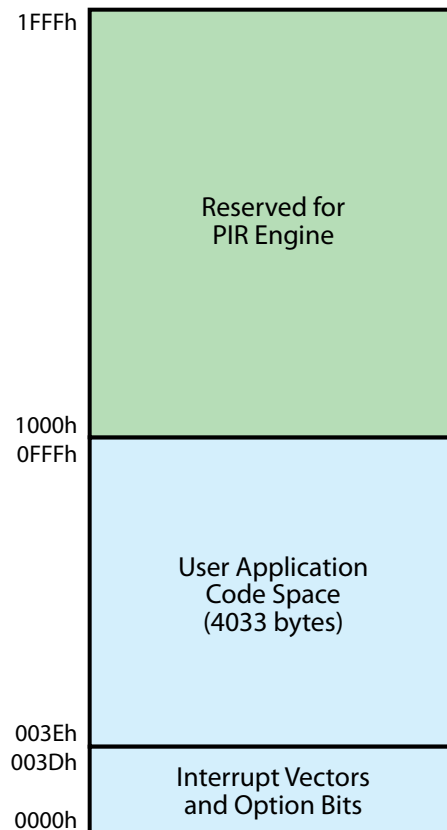 1FFFh
Reserved for
PIR Engine
1000h
0FFFh
User Application
Code Space
(4033 bytes)
003Eh
003Dh
Interrupt Vectors
and Option Bits
0000h